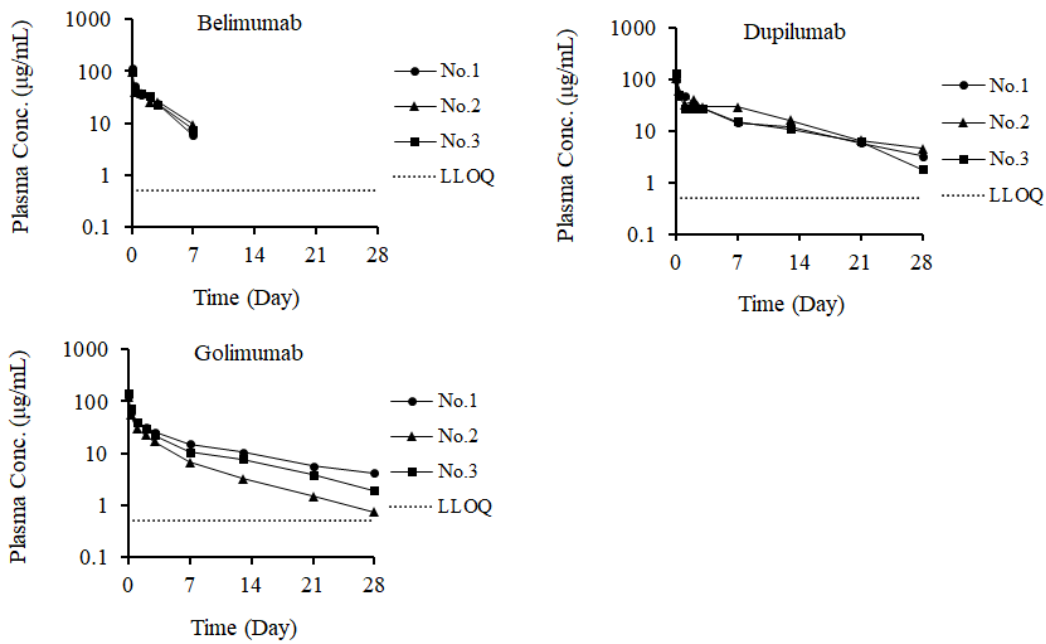 Belimumab
Plasma Conc. (µg/mL)
1000
100
10
1
0.1
0 7 14 21 28
Time (Day)
No.1
No.2
No.3
LLOQ
Dupilumab
Plasma Conc. (µg/mL)
1000
100
10
1
0.1
0 7 14 21 28
Time (Day)
No.1
No.2
No.3
LLOQ
Golimumab
Plasma Conc. (µg/mL)
1000
100
10
1
0.1
0 7 14 21 28
Time (Day)
No.1
No.2
No.3
LLOQ